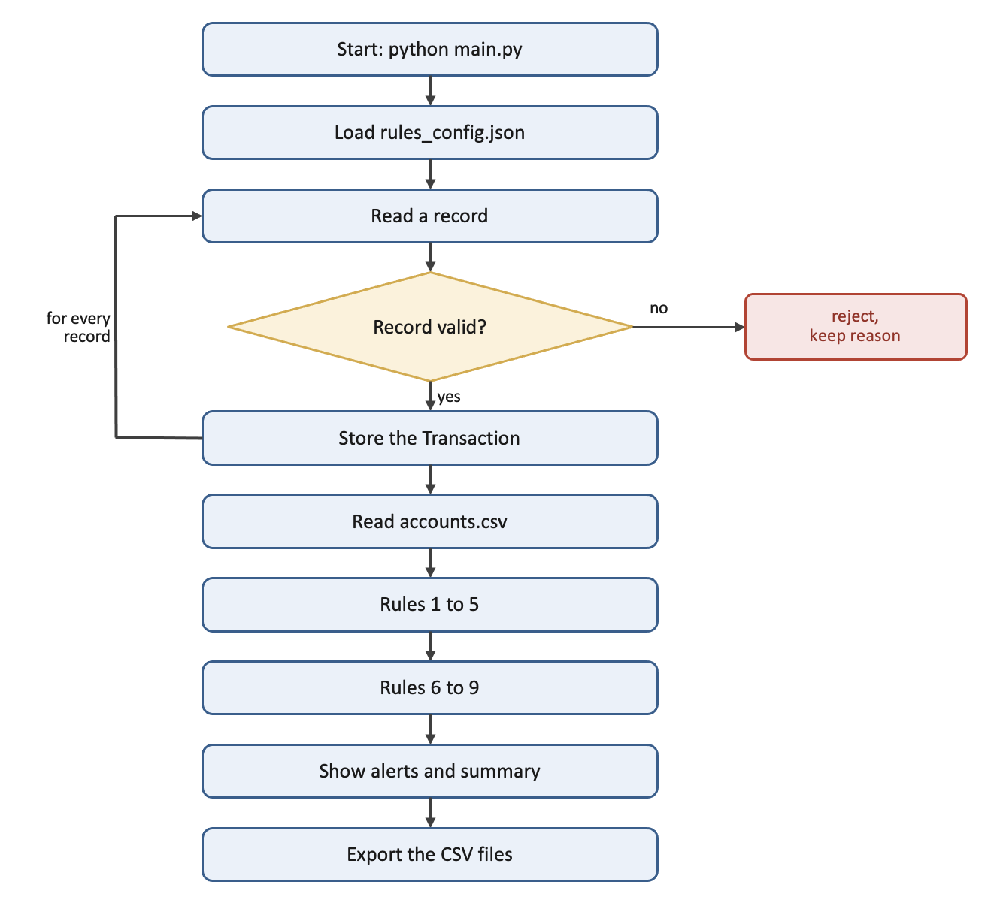 Start: python main.py
Load rules_config.json
Read a record
for every
record
Record valid?
no
reject,
keep reason
yes
Store the Transaction
Read accounts.csv
Rules 1 to 5
Rules 6 to 9
Show alerts and summary
Export the CSV files